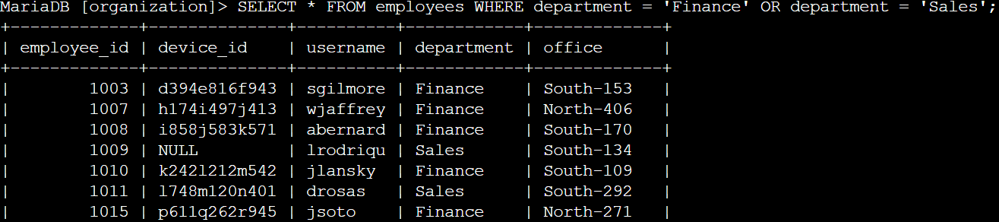 MariaDB [organization]> SELECT * FROM employees WHERE department = 'Finance' OR department = 'Sales';
+-------------+--------------+----------+------------+-------------+
| employee_id | device_id    | username | department | office      |
+-------------+--------------+----------+------------+-------------+
|        1003 | d394e816f943 | sgilmore | Finance    | South-153   |
|        1007 | h174i497j413 | wjaffrey | Finance    | North-406   |
|        1008 | i858j583k571 | abernard | Finance    | South-170   |
|        1009 | NULL         | lrodriqu | Sales      | South-134   |
|        1010 | k242l212m542 | jlansky  | Finance    | South-109   |
|        1011 | l748m120n401 | drosas   | Sales      | South-292   |
|        1015 | p611q262r945 | jsoto    | Finance    | North-271   |